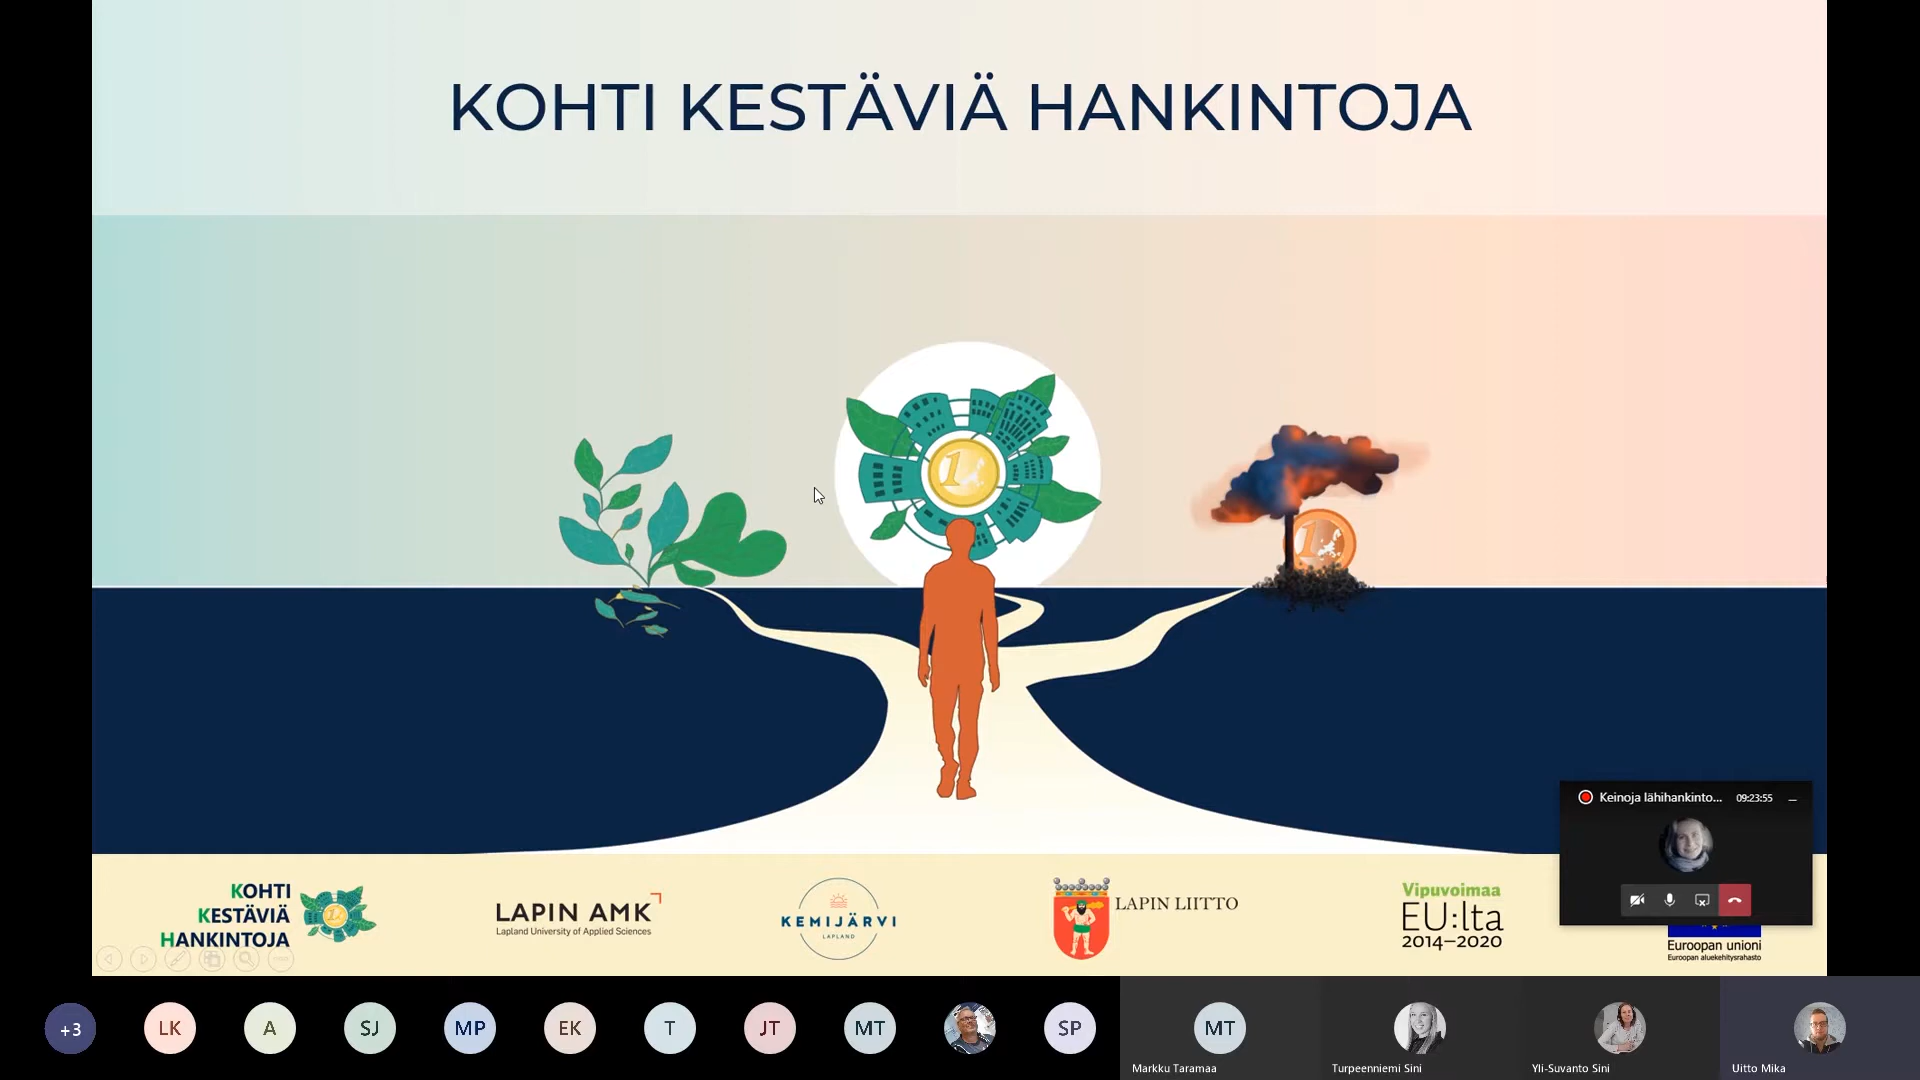 KOHTI KESTÄVIÄ HANKINTOJA
1
1
Keinoja lähihankinto...
09:23:55
KOHTI
KESTÄVIÄ
HANKINTOJA
LAPIN AMK
Lapland University of Applied Sciences
KEMIJÄRVI
LAPLAND
LAPIN LIITTO
Vipuvoimaa
EU:lta
2014–2020
Euroopan unioni
Euroopan aluekehitysrahasto
+3
LK
A
SJ
MP
EK
T
JT
MT
SP
MT
Markku Taramaa
Turpeenniemi Sini
Yli-Suvanto Sini
Uitto Mika